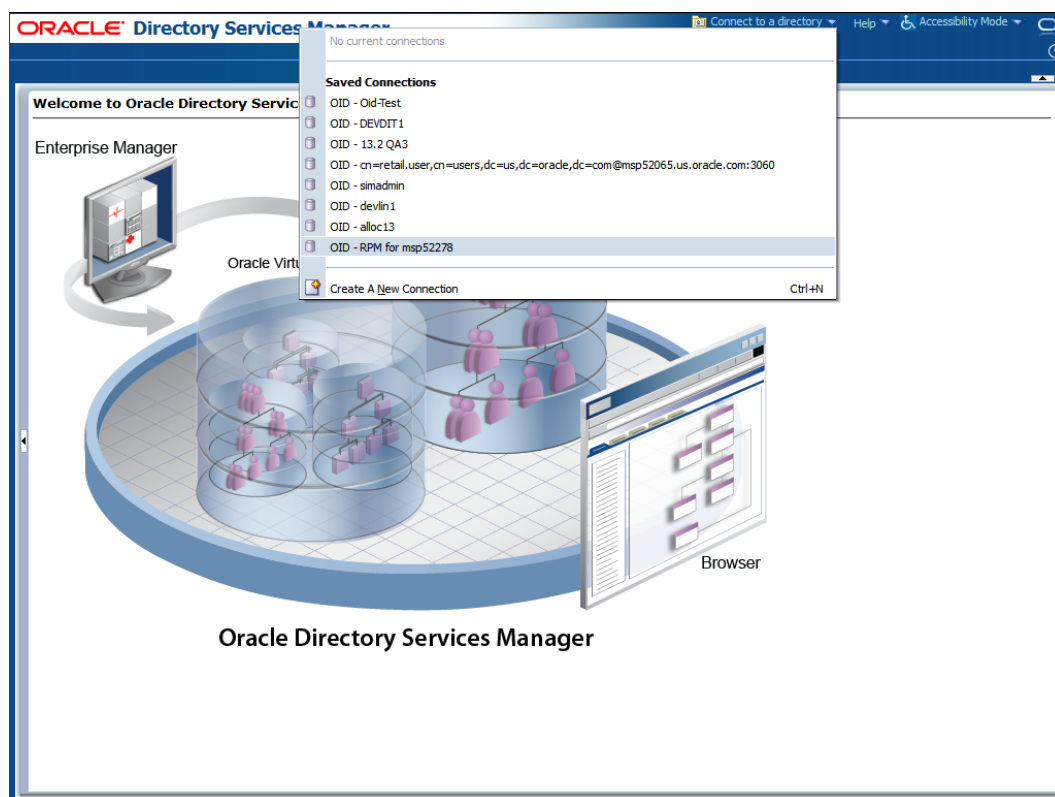 ORACLE Directory Services Manager
Connect to a directory
Help
Accessibility Mode
No current connections
Saved Connections
Welcome to Oracle Directory Servic
OID - Oid-Test
OID - DEVDIT1
OID - 13.2 QA3
OID - cn=retail.user,cn=users,dc=us,dc=oracle,dc=com@msp52065.us.oracle.com:3060
OID - simadmin
OID - devlin1
OID - alloc13
OID - RPM for msp52278
Create A New Connection Ctrl+N
Enterprise Manager
Oracle Virtu
Browser
Oracle Directory Services Manager